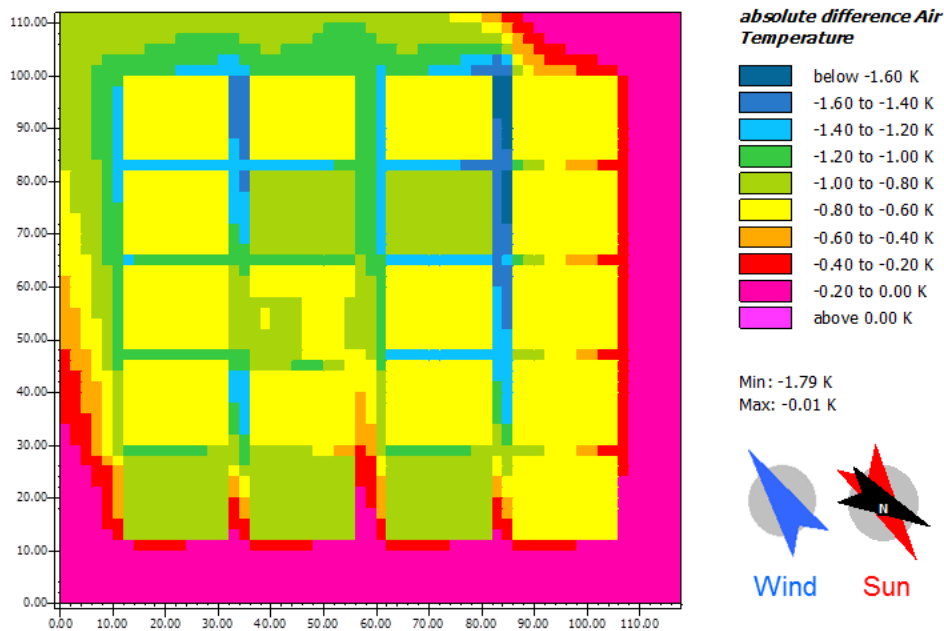 110.00
100.00
90.00
80.00
70.00
60.00
50.00
40.00
30.00
20.00
10.00
0.00
0.00 10.00 20.00 30.00 40.00 50.00 60.00 70.00 80.00 90.00 100.00 110.00
absolute difference Air
Temperature
below -1.60 K
-1.60 to -1.40 K
-1.40 to -1.20 K
-1.20 to -1.00 K
-1.00 to -0.80 K
-0.80 to -0.60 K
-0.60 to -0.40 K
-0.40 to -0.20 K
-0.20 to 0.00 K
above 0.00 K
Min: -1.79 K
Max: -0.01 K
N
Wind Sun